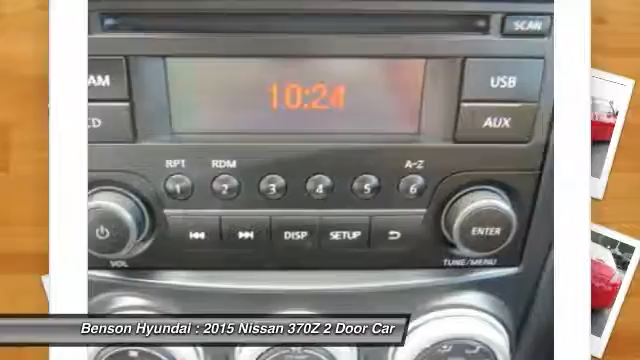 SCAN
AM
10:24
USB
CD
AUX
RPT RDM A-Z
1 2 3 4 5 6
DISP SETUP
ENTER
VOL
TUNE/MENU
Benson Hyundai : 2015 Nissan 370Z 2 Door Car